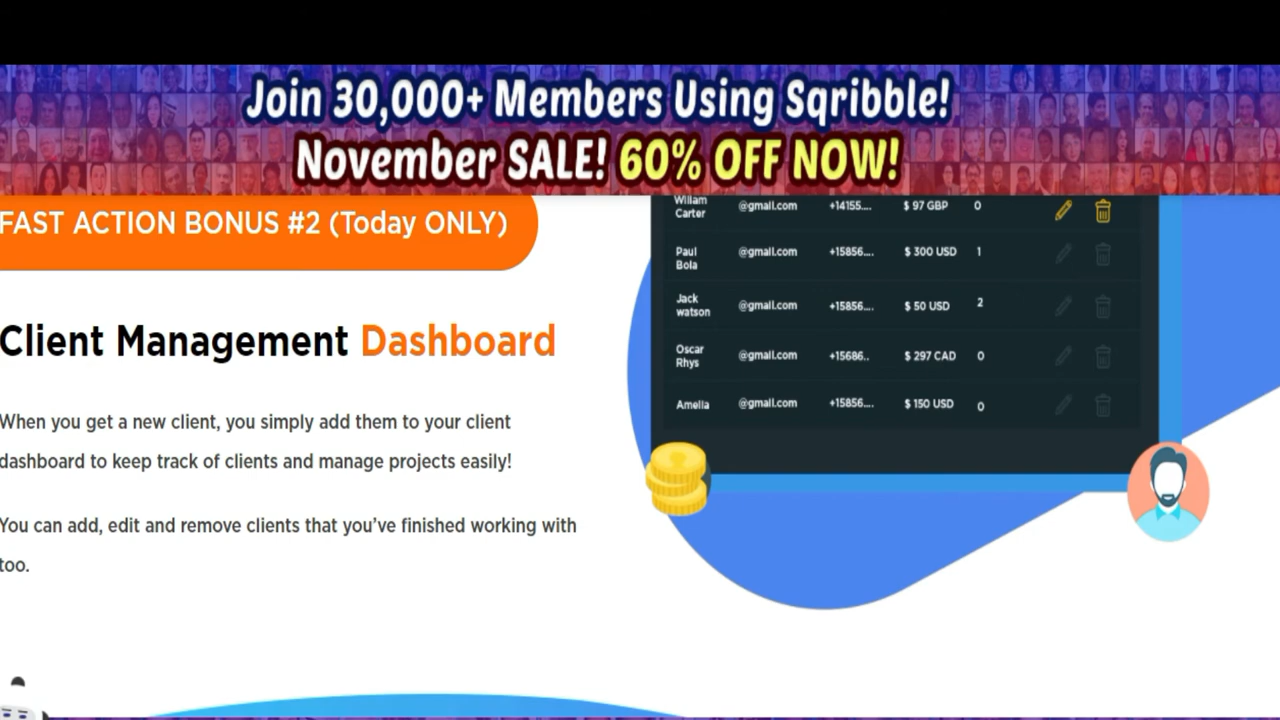 Join 30,000+ Members Using Sqribble!
November SALE! 60% OFF NOW!
FAST ACTION BONUS #2 (Today ONLY)
Client Management Dashboard
When you get a new client, you simply add them to your client
dashboard to keep track of clients and manage projects easily!
You can add, edit and remove clients that you’ve finished working with
too.
Wiliam
Carter @gmail.com +14155.... $ 97 GBP 0
Paul
Bola @gmail.com +15856.... $ 300 USD 1
Jack
watson @gmail.com +15856.... $ 50 USD 2
Oscar
Rhys @gmail.com +15686.. $ 297 CAD 0
Amelia @gmail.com +15856.... $ 150 USD 0